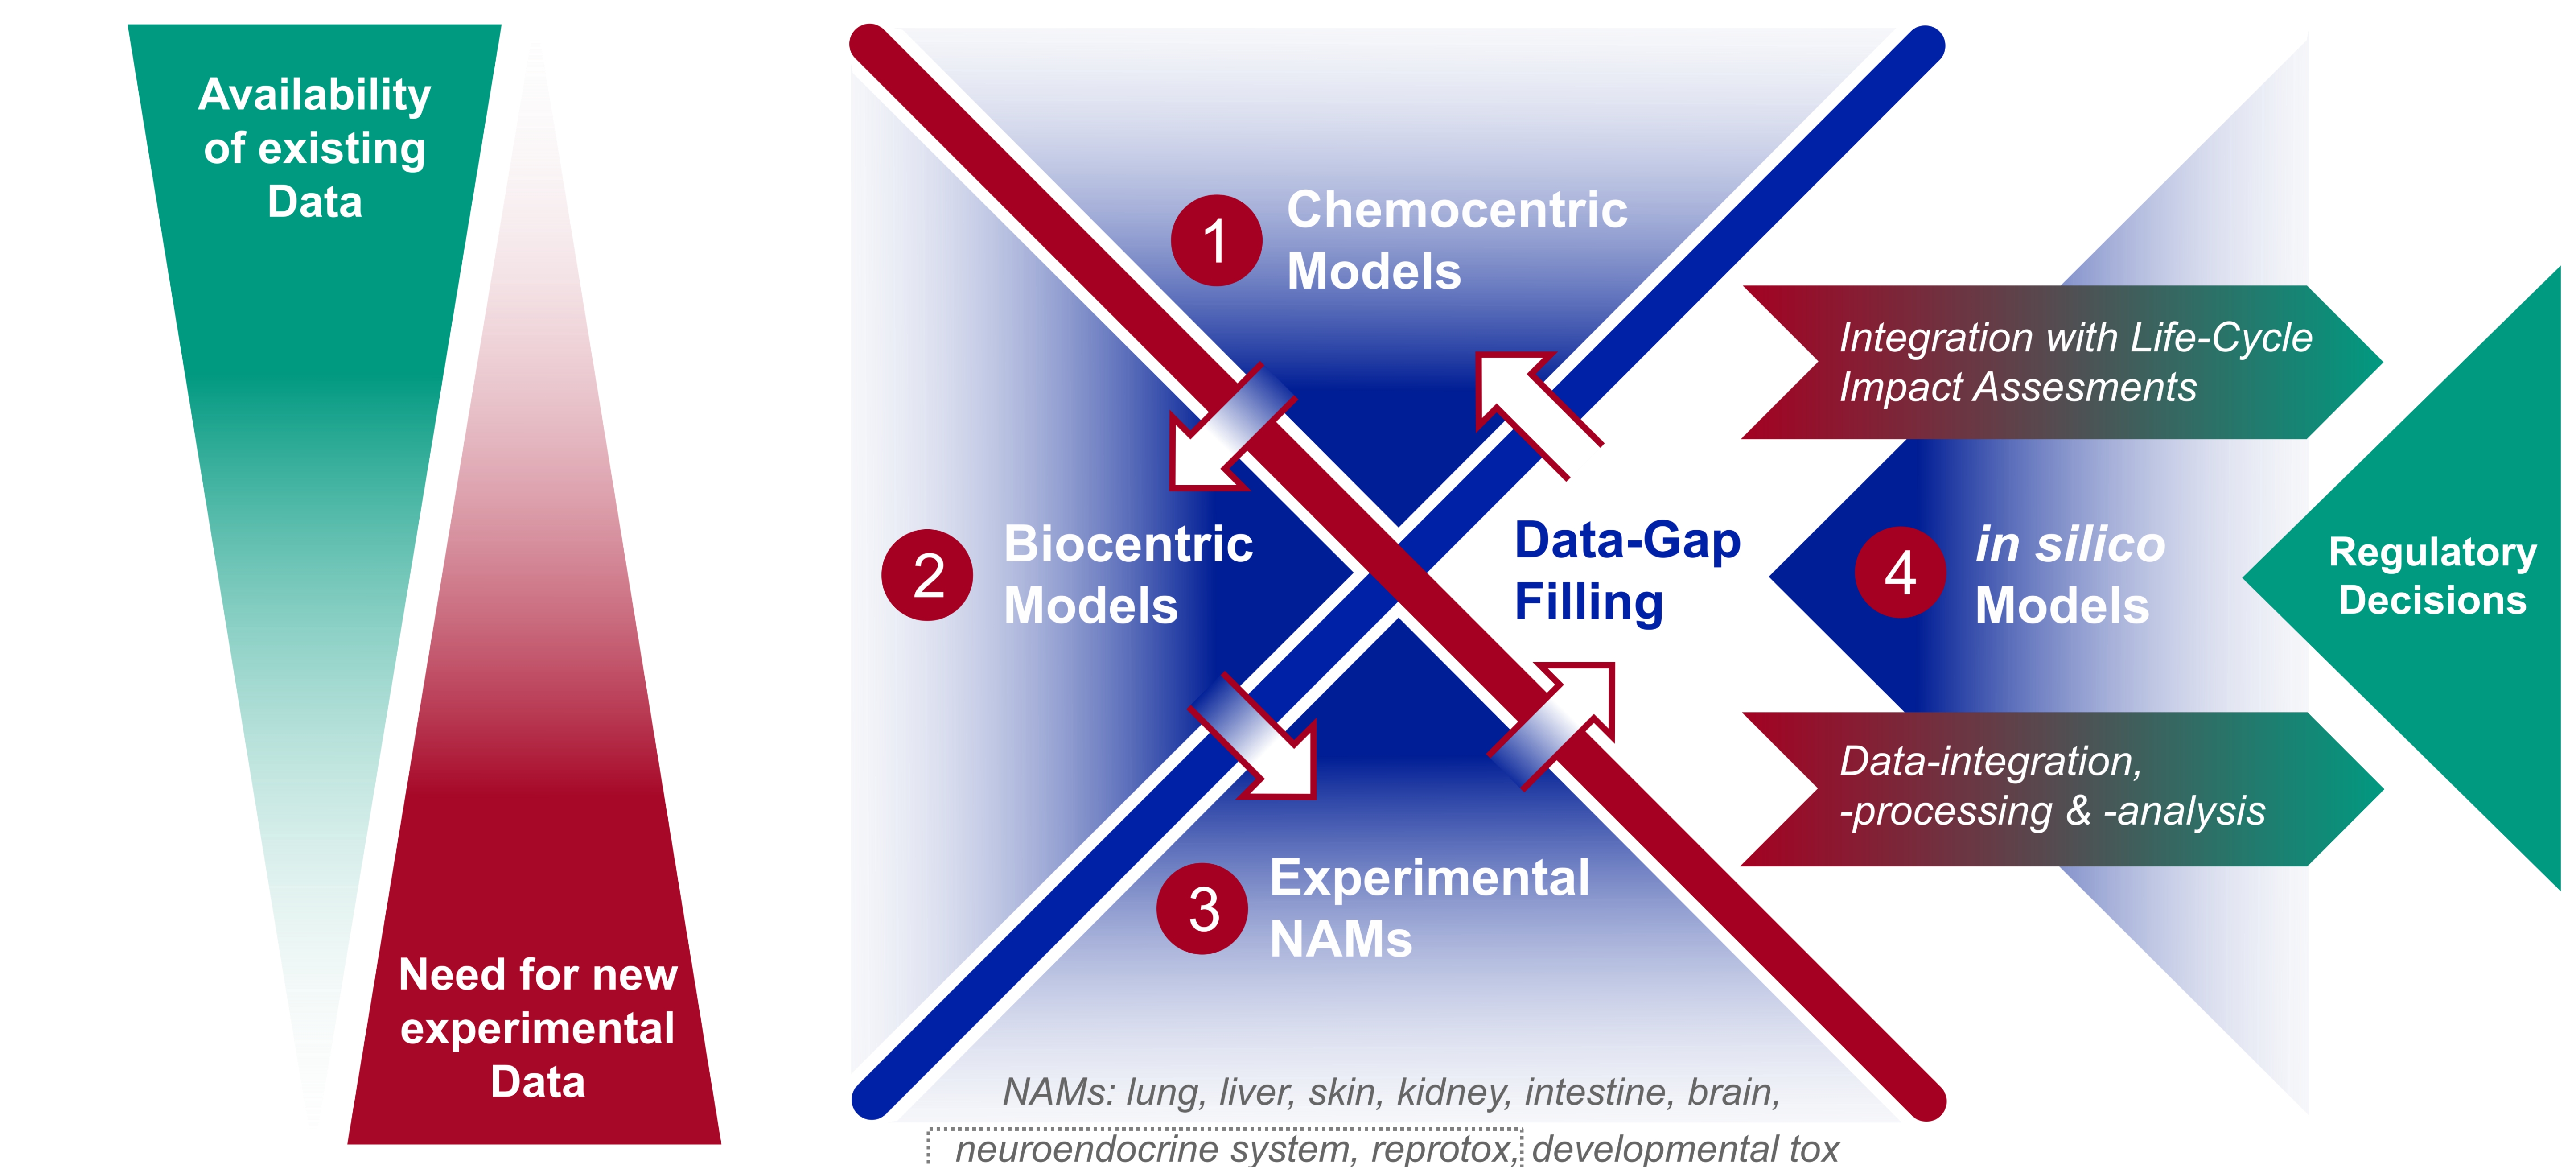 Availability
of existing
Data
Need for new
experimental
Data
1
Chemocentric
Models
2
Biocentric
Models
Data-Gap
Filling
3
Experimental
NAMs
NAMs: lung, liver, skin, kidney, intestine, brain,
neuroendocrine system, reprotox, developmental tox
Integration with Life-Cycle
Impact Assesments
4
in silico
Models
Data-integration,
-processing & -analysis
Regulatory
Decisions